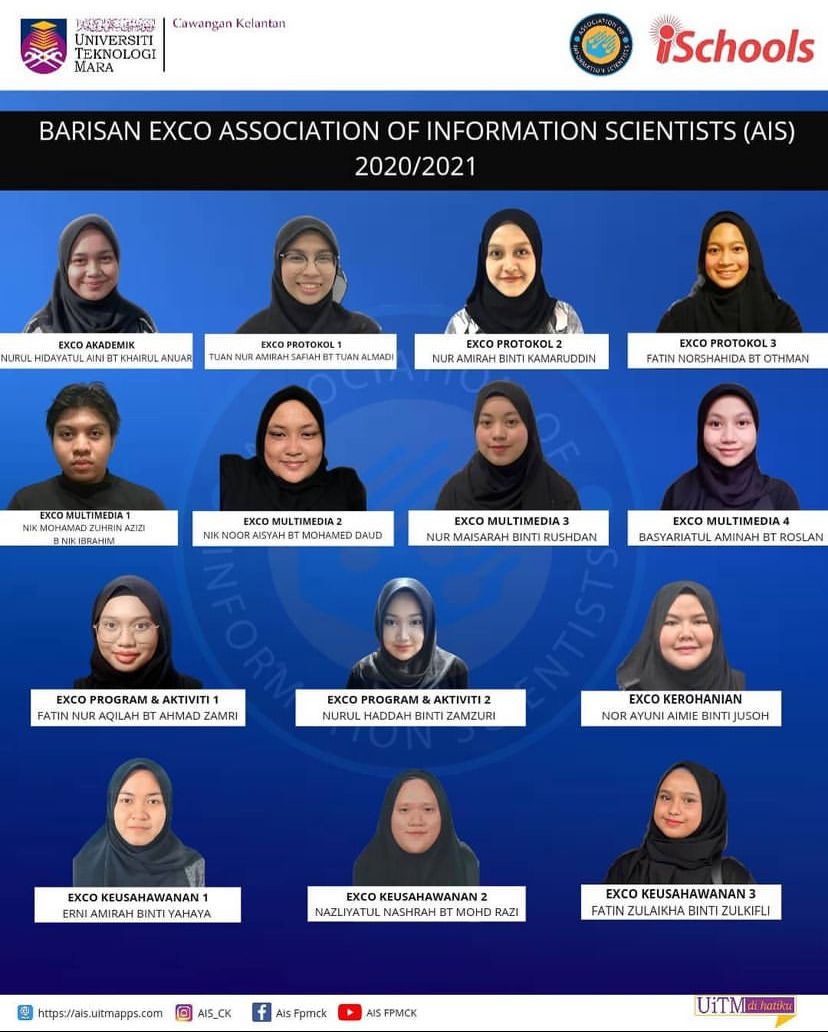 UNIVERSITI
TEKNOLOGI
MARA
Cawangan Kelantan
ASSOCIATION OF
INFORMATION SCIENTISTS
iSchools
BARISAN EXCO ASSOCIATION OF INFORMATION SCIENTISTS (AIS)
2020/2021
EXCO AKADEMIK
NURUL HIDAYATUL AINI BT KHAIRUL ANUAR
EXCO PROTOKOL 1
TUAN NUR AMIRAH SAFIAH BT TUAN ALMADI
EXCO PROTOKOL 2
NUR AMIRAH BINTI KAMARUDDIN
EXCO PROTOKOL 3
FATIN NORSHAHIDA BT OTHMAN
EXCO MULTIMEDIA 1
NIK MOHAMAD ZUHRIN AZIZI
B NIK IBRAHIM
EXCO MULTIMEDIA 2
NIK NOOR AISYAH BT MOHAMED DAUD
EXCO MULTIMEDIA 3
NUR MAISARAH BINTI RUSHDAN
EXCO MULTIMEDIA 4
BASYARIATUL AMINAH BT ROSLAN
EXCO PROGRAM & AKTIVITI 1
FATIN NUR AQILAH BT AHMAD ZAMRI
EXCO PROGRAM & AKTIVITI 2
NURUL HADDAH BINTI ZAMZURI
EXCO KEROHANIAN
NOR AYUNI AIMIE BINTI JUSOH
EXCO KEUSAHAWANAN 1
ERNI AMIRAH BINTI YAHAYA
EXCO KEUSAHAWANAN 2
NAZLIYATUL NASHRAH BT MOHD RAZI
EXCO KEUSAHAWANAN 3
FATIN ZULAIKHA BINTI ZULKIFLI
https://ais.uitmapps.com
AIS_CK
Ais Fpmck
AIS FPMCK
UiTM di hatiku